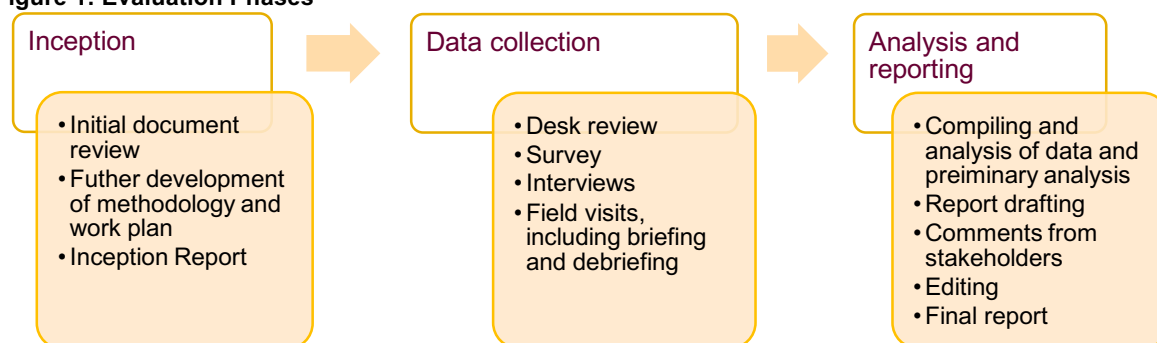 igure 1: Evaluation Phases
Inception
• Initial document
review
• Futher development
of methodology and
work plan
• Inception Report
Data collection
• Desk review
• Survey
• Interviews
• Field visits,
including briefing
and debriefing
Analysis and
reporting
• Compiling and
analysis of data and
preiminary analysis
• Report drafting
• Comments from
stakeholders
• Editing
• Final report